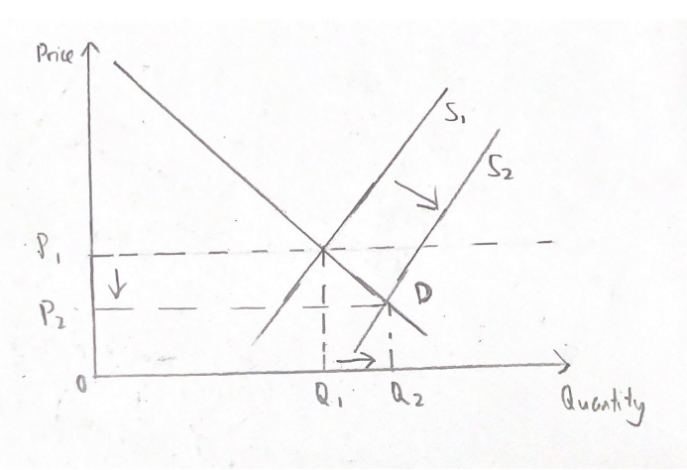 Price
S₁
S₂
P₁
D
P₂
0
Q₁
Q₂
Quantity